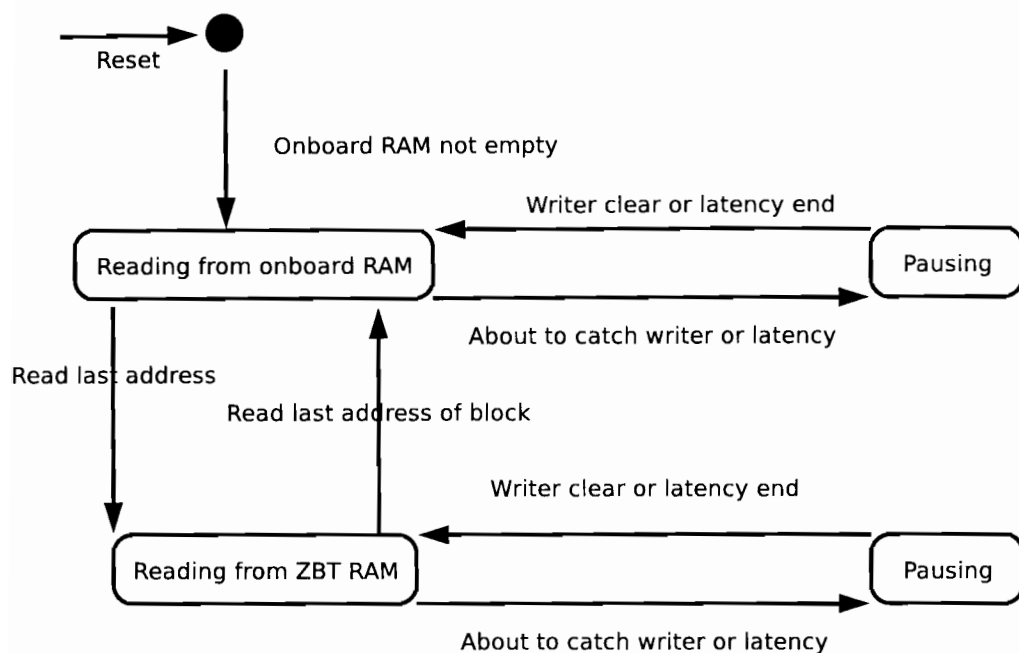 Reset
Onboard RAM not empty
Writer clear or latency end
Reading from onboard RAM
Pausing
About to catch writer or latency
Read last address
Read last address of block
Writer clear or latency end
Reading from ZBT RAM
Pausing
About to catch writer or latency